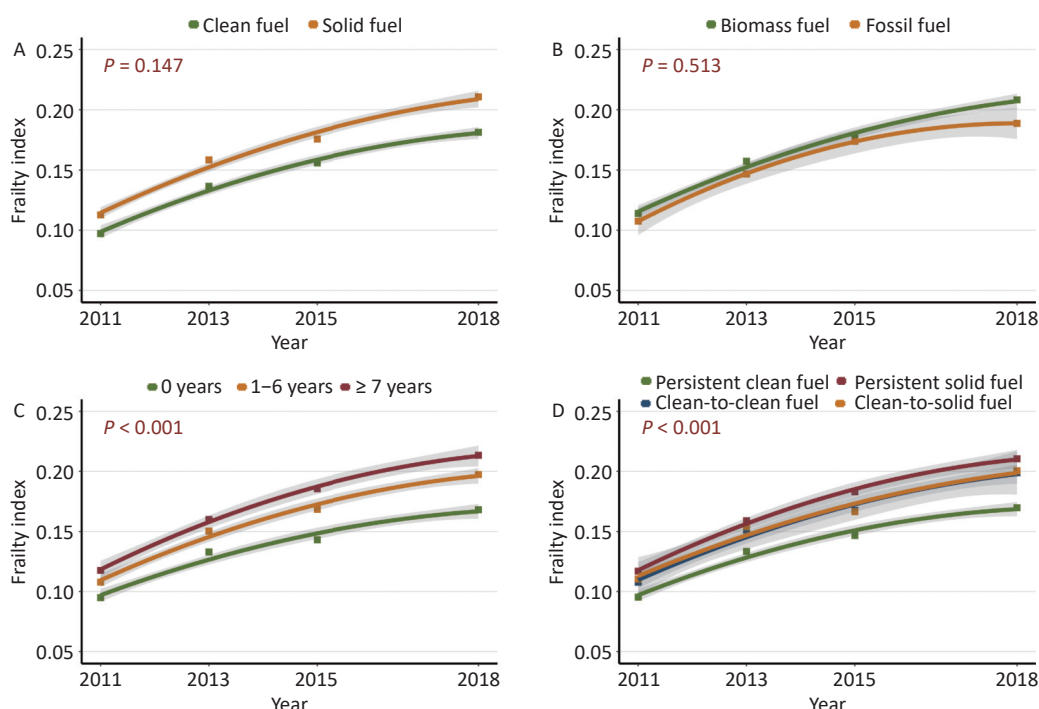 Clean fuel Solid fuel
A
P = 0.147
Frailty index
0.25
0.20
0.15
0.10
0.05
2011 2013 2015 2018
Year
Biomass fuel Fossil fuel
B
P = 0.513
Frailty index
0.25
0.20
0.15
0.10
0.05
2011 2013 2015 2018
Year
0 years 1–6 years ≥ 7 years
C
P < 0.001
Frailty index
0.25
0.20
0.15
0.10
0.05
2011 2013 2015 2018
Year
Persistent clean fuel Persistent solid fuel
Clean-to-clean fuel Clean-to-solid fuel
D
P < 0.001
Frailty index
0.25
0.20
0.15
0.10
0.05
2011 2013 2015 2018
Year